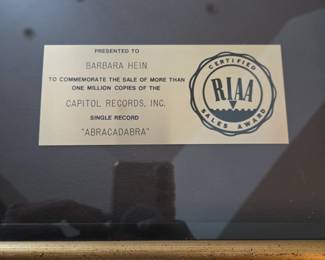 PRESENTED TO
BARBARA HEIN
TO COMMEMORATE THE SALE OF MORE THAN
ONE MILLION COPIES OF THE
CAPITOL RECORDS, INC.
SINGLE RECORD
"ABRACADABRA"
CERTIFIED
RIAA
SALES AWARD